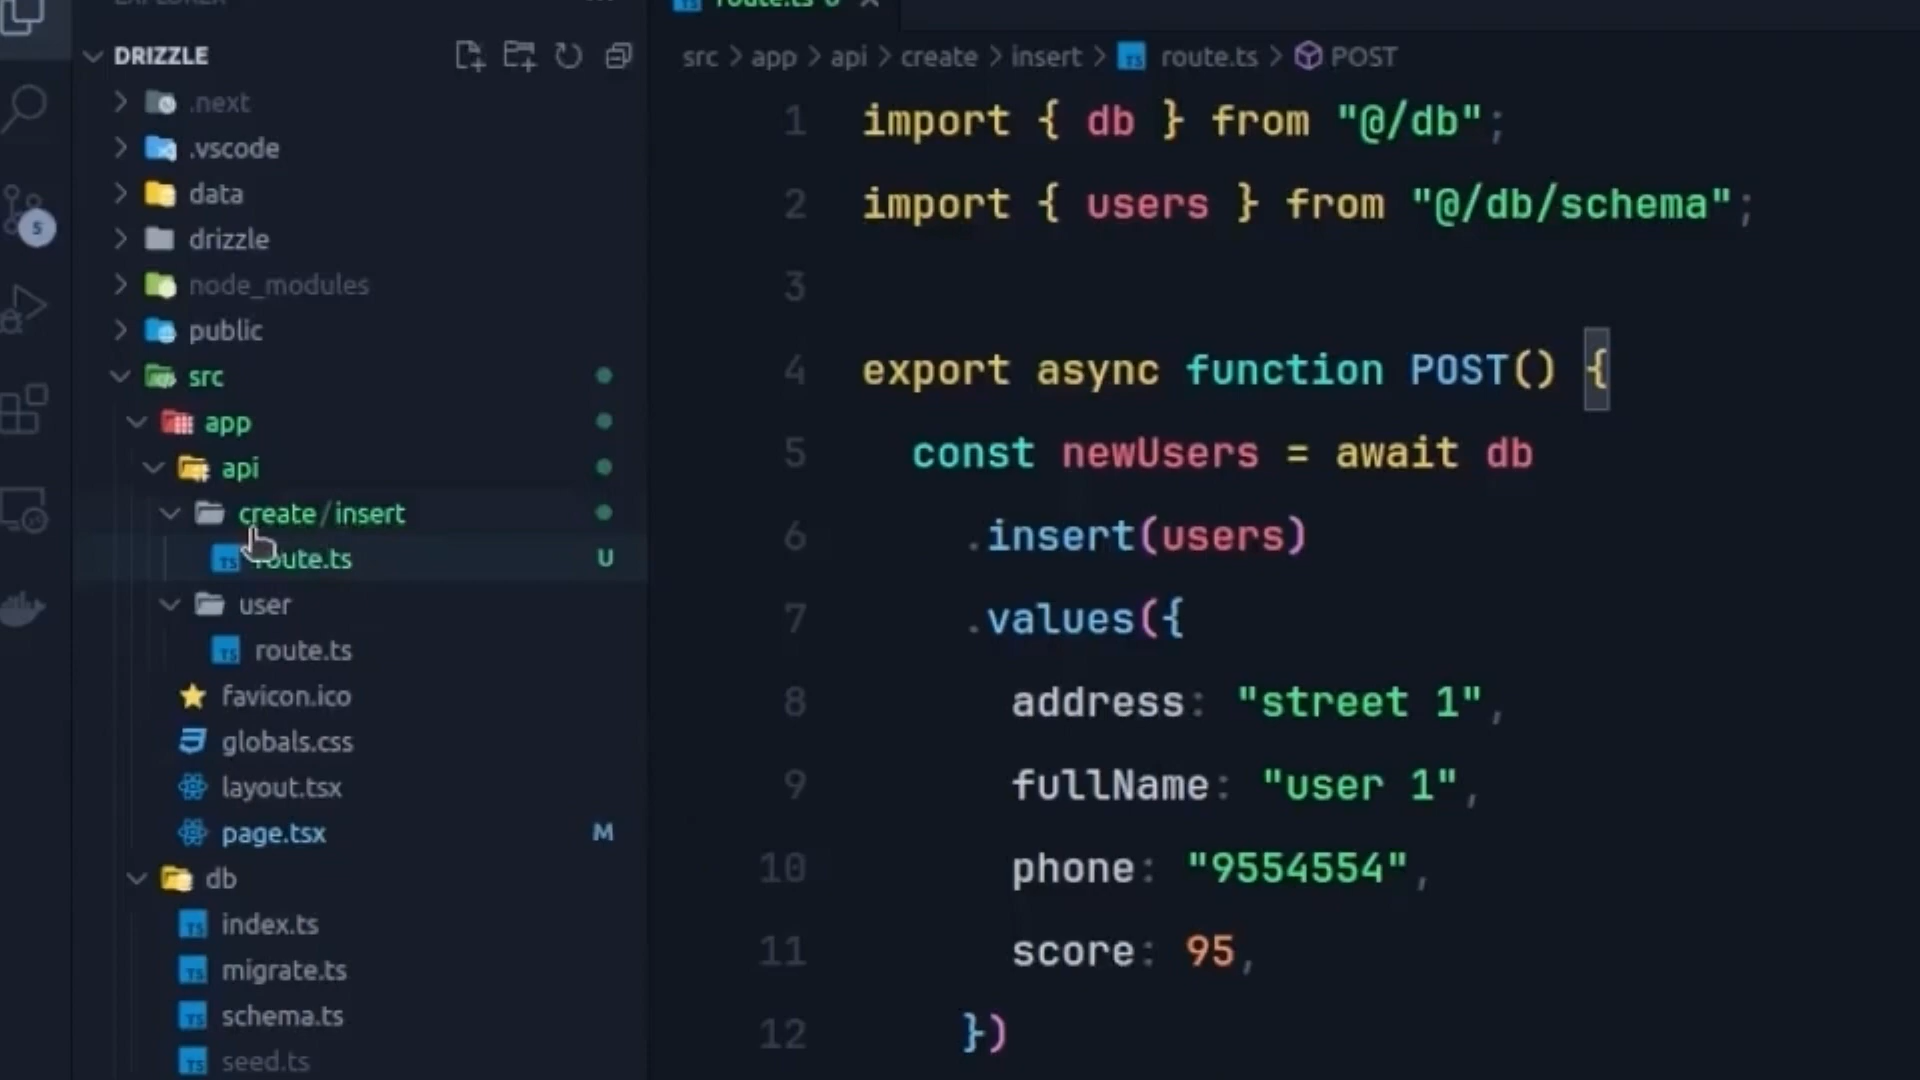 DRIZZLE
.next
.vscode
data
drizzle
node_modules
public
src
app
api
create/insert
route.ts U
user
route.ts
favicon.ico
globals.css
layout.tsx
page.tsx M
db
index.ts
migrate.ts
schema.ts
seed.ts
5
src > app > api > create > insert > TS route.ts > POST
1 import { db } from "@/db";
2 import { users } from "@/db/schema";
3
4 export async function POST() {
5 const newUsers = await db
6 .insert(users)
7 .values({
8 address: "street 1",
9 fullName: "user 1",
10 phone: "9554554",
11 score: 95,
12 })